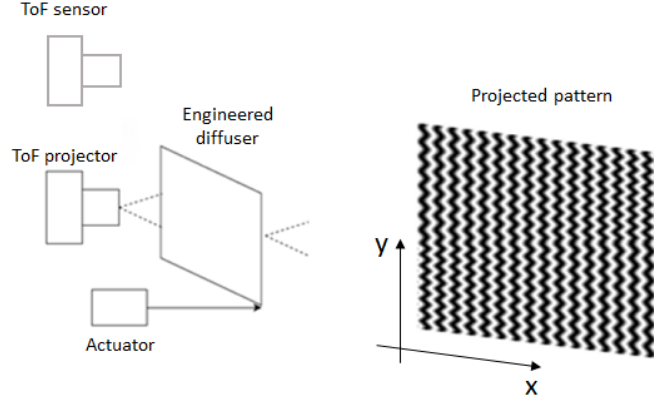 ToF sensor
Engineered
diffuser
Projected pattern
ToF projector
y
Actuator
x